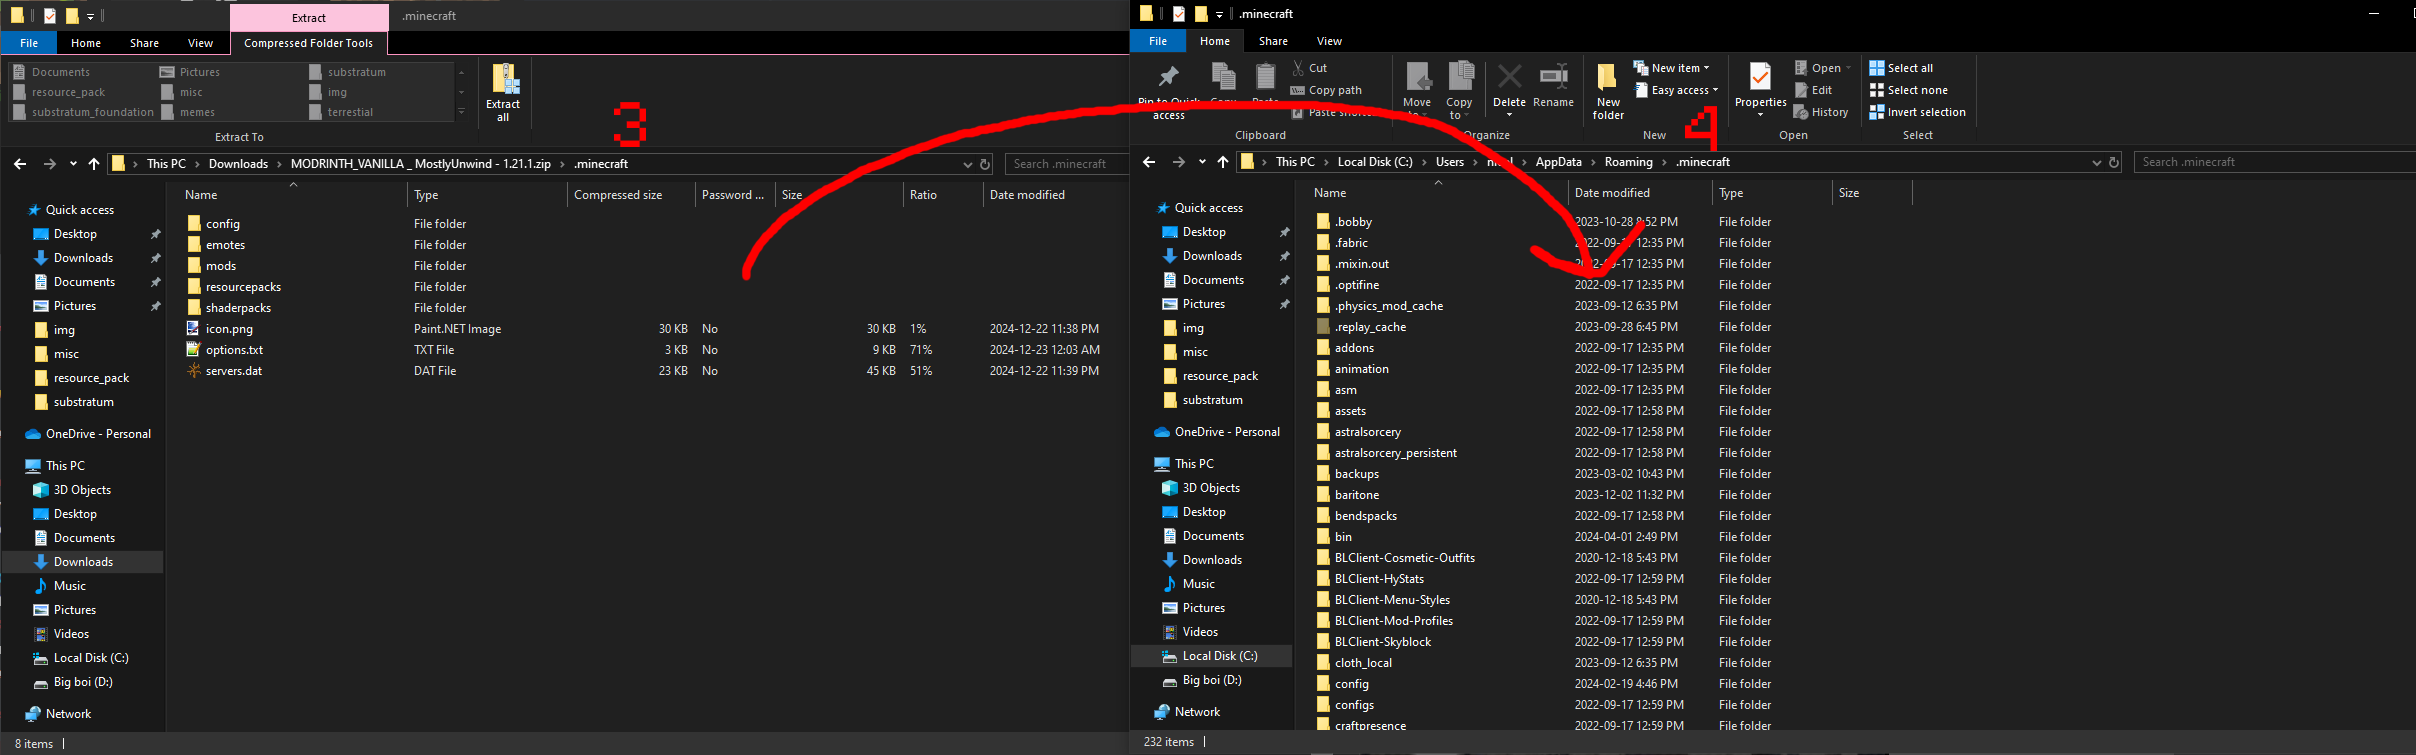 Extract
.minecraft
File Home Share View Compressed Folder Tools
Documents Pictures substratum
resource_pack misc img
substratum_foundation memes terrestial
Extract all
Extract To
3
This PC > Downloads > MODRINTH_VANILLA _ MostlyUnwind - 1.21.1.zip > .minecraft
Search .minecraft
Name Type Compressed size Password ... Size Ratio Date modified
Quick access
Desktop
Downloads
Documents
Pictures
img
misc
resource_pack
substratum
OneDrive - Personal
This PC
3D Objects
Desktop
Documents
Downloads
Music
Pictures
Videos
Local Disk (C:)
Big boi (D:)
Network
config File folder
emotes File folder
mods File folder
resourcepacks File folder
shaderpacks File folder
icon.png Paint.NET Image 30 KB No 30 KB 1% 2024-12-22 11:38 PM
options.txt TXT File 3 KB No 9 KB 71% 2024-12-23 12:03 AM
servers.dat DAT File 23 KB No 45 KB 51% 2024-12-22 11:39 PM
8 items
.minecraft
File Home Share View
Pin to Quick access
Copy
Paste
Cut
Copy path
Paste shortcut
Clipboard
Move to
Copy to
Delete
Rename
Organize
New folder
New item
Easy access
New
Properties
Open
Edit
History
Open
Select all
Select none
Invert selection
Select
4
This PC > Local Disk (C:) > Users > > AppData > Roaming > .minecraft
Search .minecraft
Name Date modified Type Size
Quick access
Desktop
Downloads
Documents
Pictures
img
misc
resource_pack
substratum
OneDrive - Personal
This PC
3D Objects
Desktop
Documents
Downloads
Music
Pictures
Videos
Local Disk (C:)
Big boi (D:)
Network
.bobby 2023-10-28 :52 PM File folder
.fabric 2022-09- 12:35 PM File folder
.mixin.out 2022-09-17 12:35 PM File folder
.optifine 2022-09-17 12:35 PM File folder
.physics_mod_cache 2023-09-12 6:35 PM File folder
.replay_cache 2023-09-28 6:45 PM File folder
addons 2022-09-17 12:35 PM File folder
animation 2022-09-17 12:35 PM File folder
asm 2022-09-17 12:35 PM File folder
assets 2022-09-17 12:58 PM File folder
astralsorcery 2022-09-17 12:58 PM File folder
astralsorcery_persistent 2022-09-17 12:58 PM File folder
backups 2023-03-02 10:43 PM File folder
baritone 2023-12-02 11:32 PM File folder
bendspacks 2022-09-17 12:58 PM File folder
bin 2024-04-01 2:49 PM File folder
BLClient-Cosmetic-Outfits 2020-12-18 5:43 PM File folder
BLClient-HyStats 2022-09-17 12:59 PM File folder
BLClient-Menu-Styles 2020-12-18 5:43 PM File folder
BLClient-Mod-Profiles 2022-09-17 12:59 PM File folder
BLClient-Skyblock 2022-09-17 12:59 PM File folder
cloth_local 2023-09-12 6:35 PM File folder
config 2024-02-19 4:46 PM File folder
configs 2022-09-17 12:59 PM File folder
craftpresence 2022-09-17 12:59 PM File folder
232 items